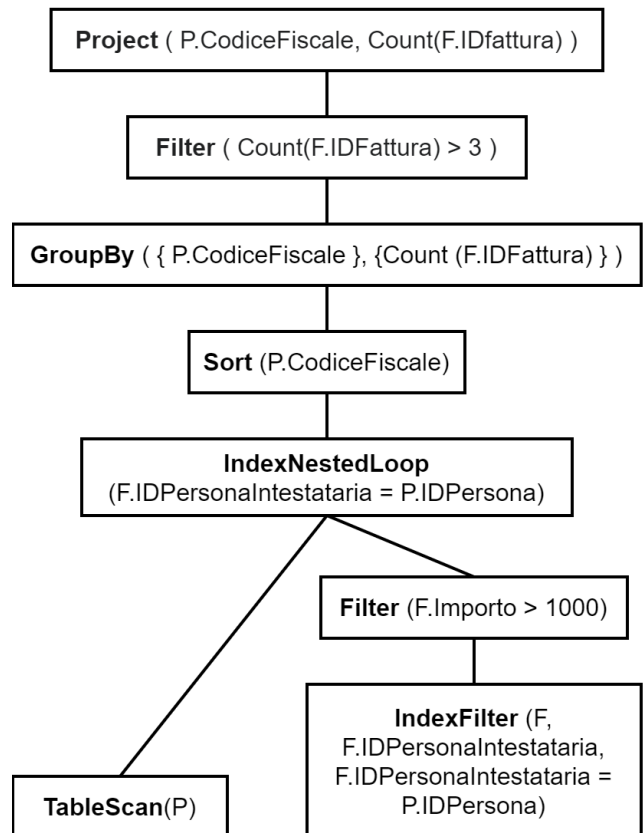 Project ( P.CodiceFiscale, Count(F.IDfattura) )
Filter ( Count(F.IDFattura) > 3 )
GroupBy ( { P.CodiceFiscale }, {Count (F.IDFattura) } )
Sort (P.CodiceFiscale)
IndexNestedLoop
(F.IDPersonaIntestataria = P.IDPersona)
Filter (F.Importo > 1000)
IndexFilter (F,
F.IDPersonaIntestataria,
F.IDPersonaIntestataria =
P.IDPersona)
TableScan(P)